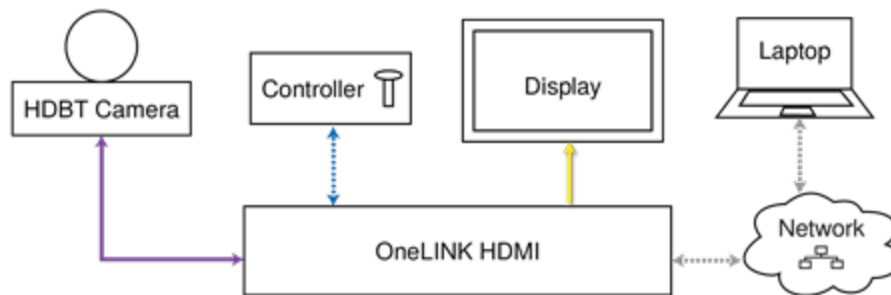 HDBT Camera
Controller
Display
Laptop
OneLINK HDMI
Network